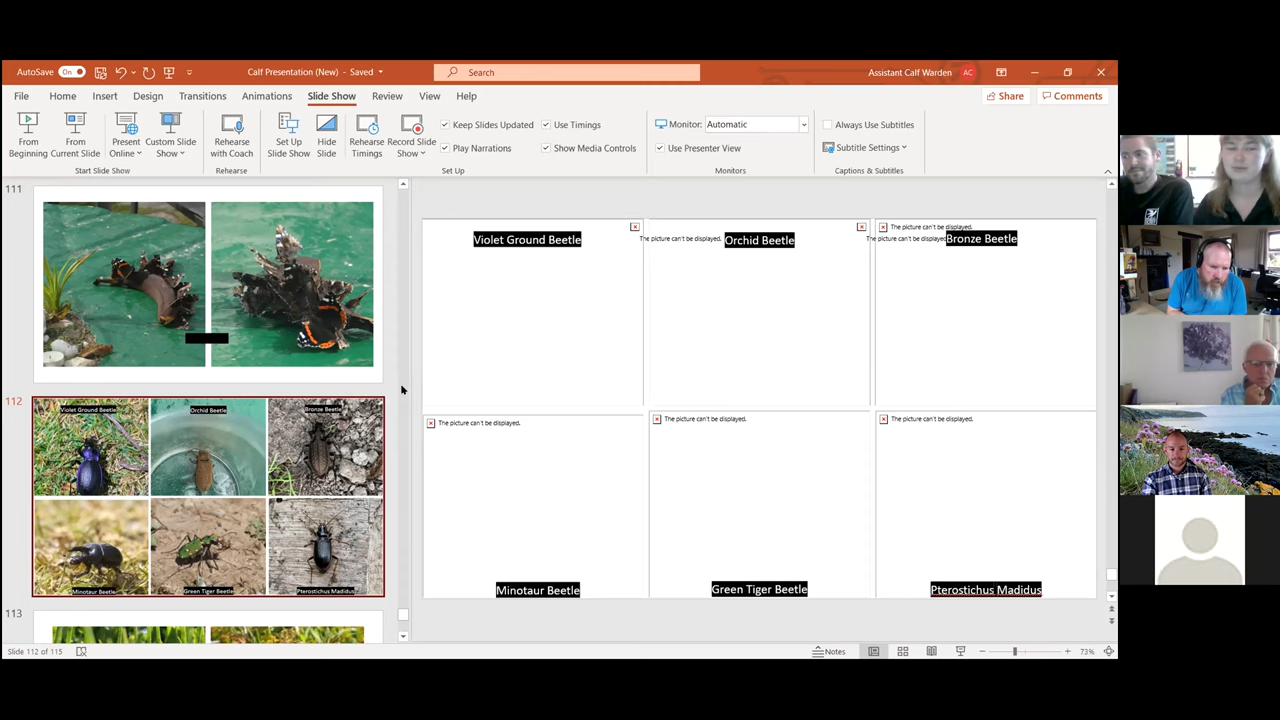 AutoSave On Calf Presentation (New) - Saved Search Assistant Calf Warden AC
File Home Insert Design Transitions Animations Slide Show Review View Help Share Comments
From Beginning
From Current Slide
Present Online
Custom Slide Show
Start Slide Show
Rehearse with Coach
Rehearse
Set Up Slide Show
Hide Slide
Rehearse Timings
Record Slide Show
Keep Slides Updated
Play Narrations
Use Timings
Show Media Controls
Set Up
Monitor: Automatic
Use Presenter View
Monitors
Always Use Subtitles
Subtitle Settings
Captions & Subtitles
111
112
Violet Ground Beetle Orchid Beetle Bronze Beetle
Minotaur Beetle Green Tiger Beetle Pterostichus Madidus
113
The picture can't be displayed.
Violet Ground Beetle The picture can't be displayed. Orchid Beetle The picture can't be displayed. Bronze Beetle
The picture can't be displayed. The picture can't be displayed. The picture can't be displayed.
Minotaur Beetle Green Tiger Beetle Pterostichus Madidus
Slide 112 of 115 Notes 73%